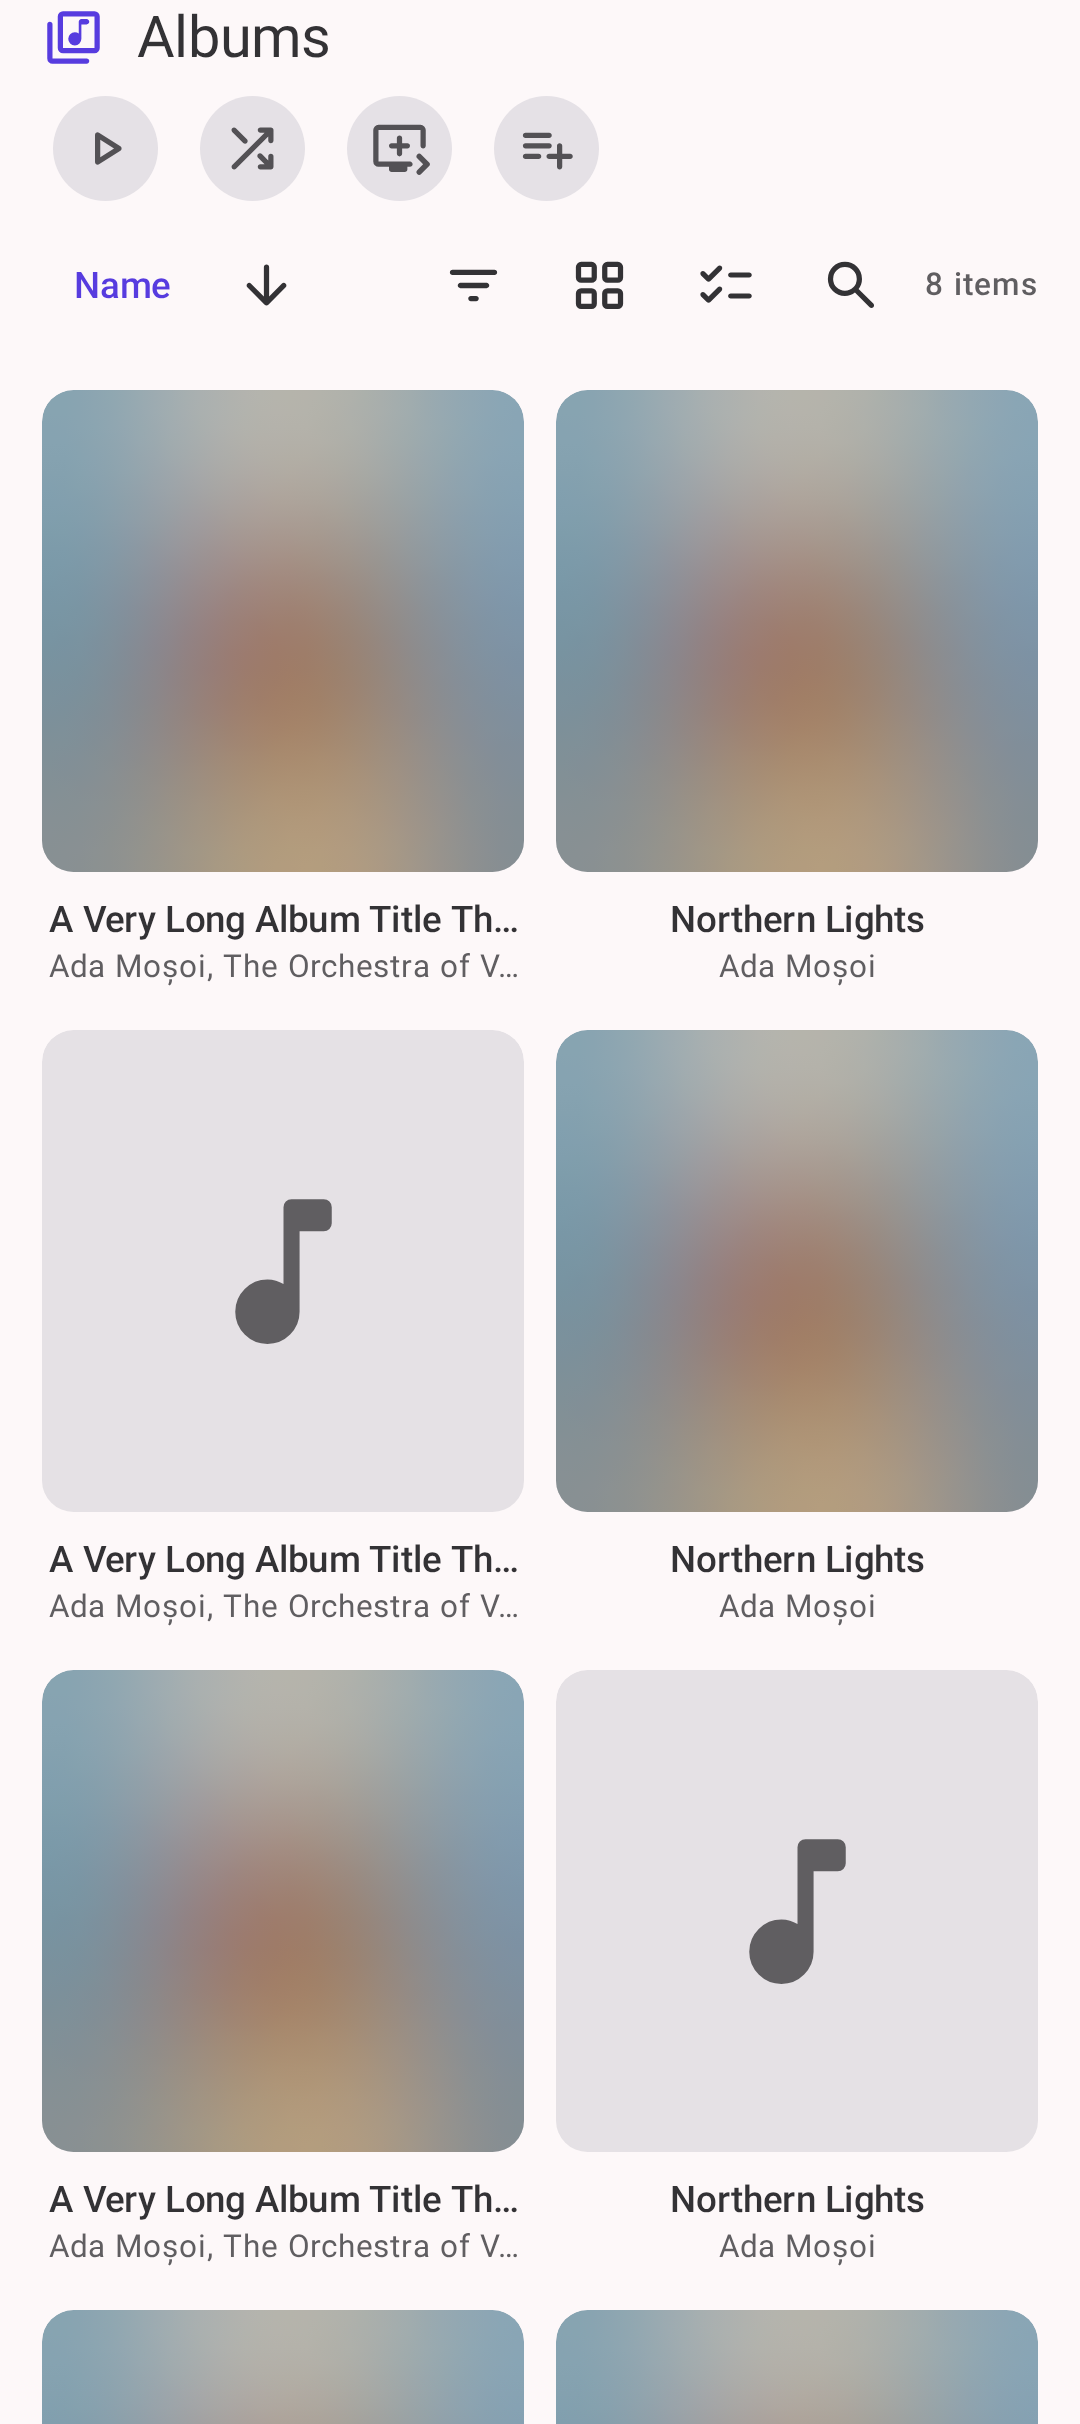 Albums
Name
8 items
A Very Long Album Title Th...
Northern Lights
Ada Moșoi, The Orchestra of V...
Ada Moșoi
A Very Long Album Title Th...
Northern Lights
Ada Moșoi, The Orchestra of V...
Ada Moșoi
A Very Long Album Title Th...
Northern Lights
Ada Moșoi, The Orchestra of V...
Ada Moșoi